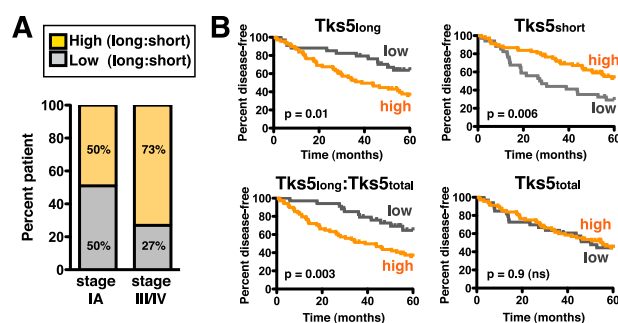 A
High (long:short)
Low (long:short)
Percent patient
100
80
60
40
20
0
50%
50%
73%
27%
stage IA
stage III/IV
B
Tks5long
Percent disease-free
100
80
60
40
20
0
low
high
p = 0.01
0 20 40 60
Time (months)
Tks5short
Percent disease-free
100
80
60
40
20
0
high
low
p = 0.006
0 20 40 60
Time (months)
Tks5long:Tks5total
Percent disease-free
100
80
60
40
20
0
low
high
p = 0.003
0 20 40 60
Time (months)
Tks5total
Percent disease-free
100
80
60
40
20
0
high
low
p = 0.9 (ns)
0 20 40 60
Time (months)